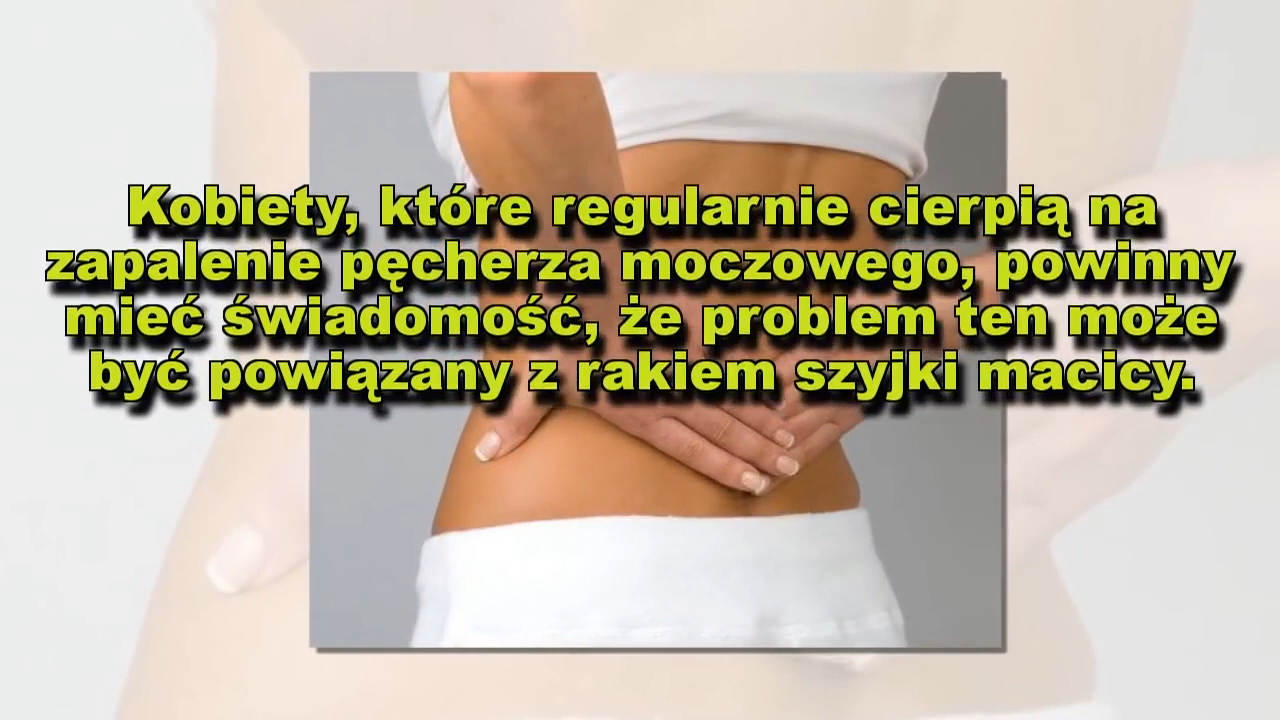 Kobiety, które regularnie cierpią na
zapalenie pęcherza moczowego, powinny
mieć świadomość, że problem ten może
być powiązany z rakiem szyjki macicy.